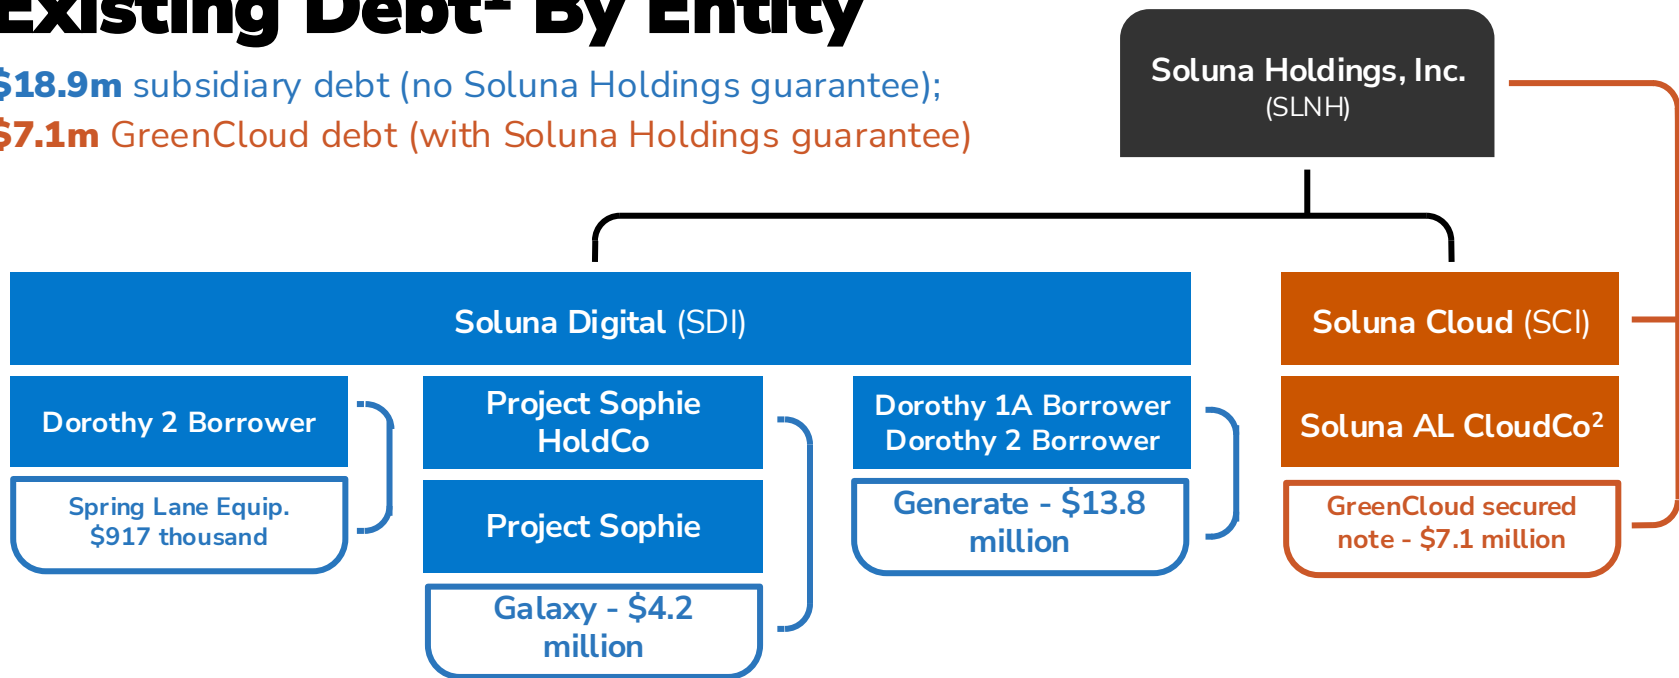 Existing Debt¹ By Entity
$18.9m subsidiary debt (no Soluna Holdings guarantee);
$7.1m GreenCloud debt (with Soluna Holdings guarantee)
Soluna Holdings, Inc.
(SLNH)
Soluna Digital (SDI)
Soluna Cloud (SCI)
Dorothy 2 Borrower
Spring Lane Equip.
$917 thousand
Project Sophie
HoldCo
Project Sophie
Galaxy - $4.2
million
Dorothy 1A Borrower
Dorothy 2 Borrower
Generate - $13.8
million
Soluna AL CloudCo²
GreenCloud secured
note - $7.1 million